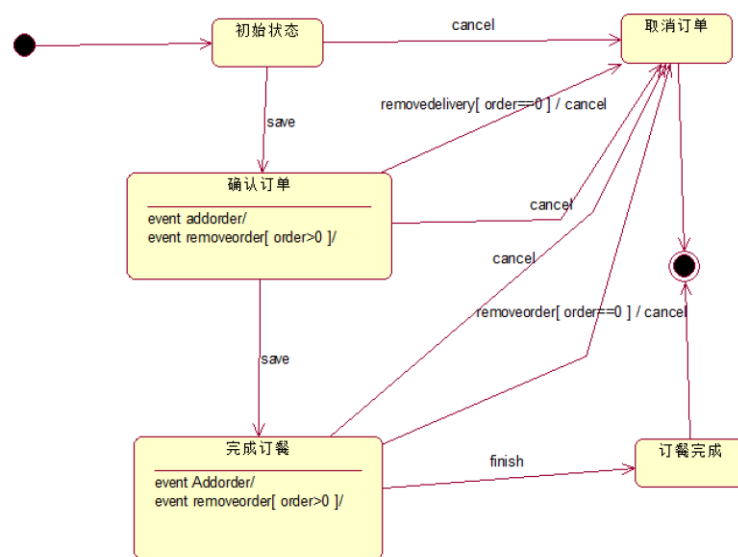 初始状态
cancel
取消订单
removedelivery[ order==0 ] / cancel
save
确认订单
event addorder/
event removeorder[ order>0 ]/
cancel
cancel
removeorder[ order==0 ] / cancel
save
完成订餐
event Addorder/
event removeorder[ order>0 ]/
finish
订餐完成